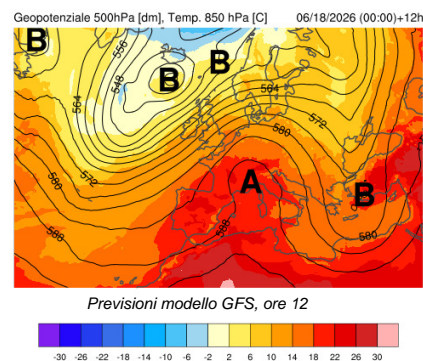 Geopotenziale 500hPa [dm], Temp. 850 hPa [C] 06/18/2026 (00:00)+12h
B
B
B
556
548
564
564
572
580
572
580
A
B
588
588
580
Previsioni modello GFS, ore 12
-30 -26 -22 -18 -14 -10 -6 -2 2 6 10 14 18 22 26 30